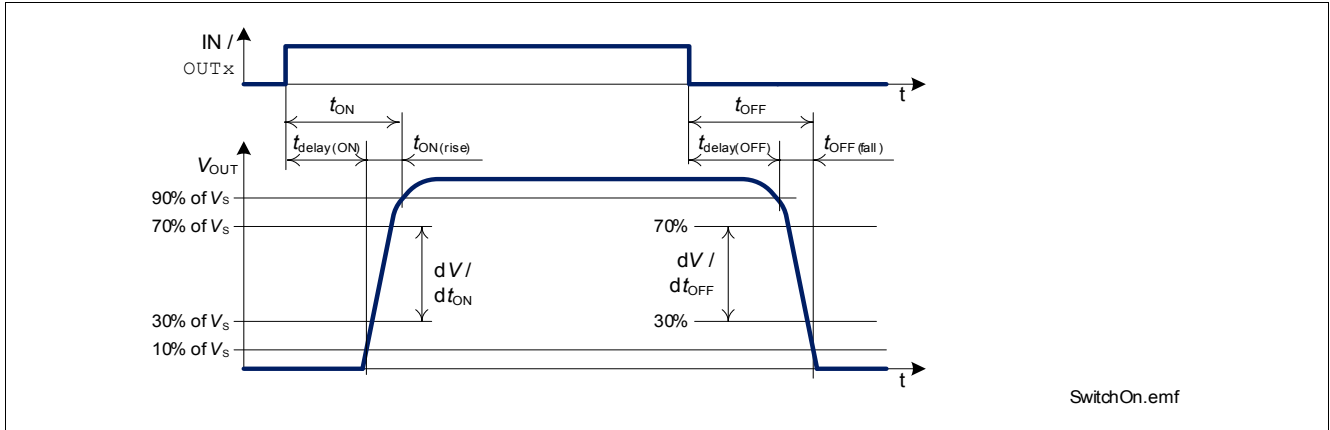 IN /
OUTx
t
tON
tOFF
tdelay(ON)
tON(rise)
tdelay(OFF)
tOFF(fall)
VOUT
90% of VS
70% of VS
70%
dV /
dtON
dV /
dtOFF
30% of VS
30%
10% of VS
t
SwitchOn.emf